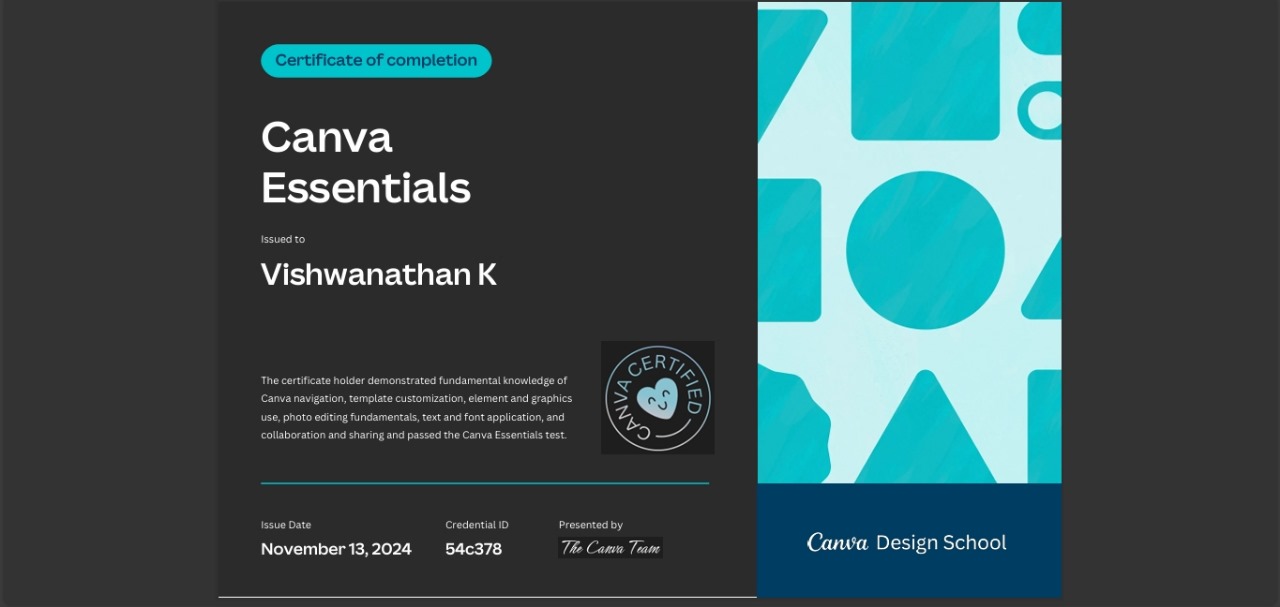 Certificate of completion
Canva
Essentials
Issued to
Vishwanathan K
The certificate holder demonstrated fundamental knowledge of
Canva navigation, template customization, element and graphics
use, photo editing fundamentals, text and font application, and
collaboration and sharing and passed the Canva Essentials test.
CANVA CERTIFIED
Issue Date
November 13, 2024
Credential ID
54c378
Presented by
The Canva Team
Canva Design School